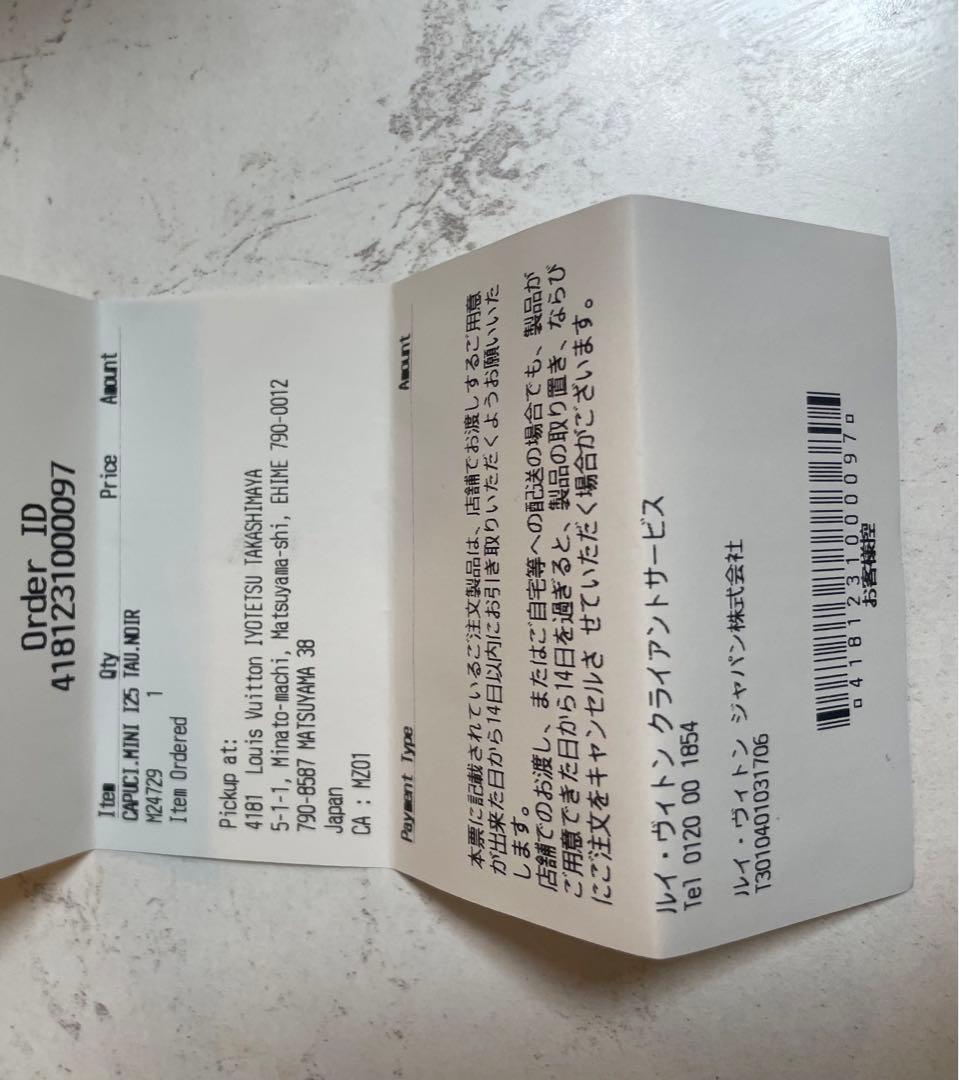 Order ID
4181231000097
Item Qty Price Amount
CAPUCI.MINI I25 TAU.NOIR
M24729 1
Item Ordered
Pickup at:
4181 Louis Vuitton IYOTETSU TAKASHIMAYA
5-1-1, Minato-machi, Matsuyama-shi, EHIME 790-0012
790-8587 MATSUYAMA 38
Japan
CA : MZ01
Payment Type Amount
本票に記載されているご注文製品は、店舗でお渡しするご用意
が出来た日から14日以内にお引き取りいただくようお願いいた
します。
店舗でのお渡し、またはご自宅等への配送の場合でも、製品が
ご用意できた日から14日を過ぎると、製品の取り置き、ならび
にご注文をキャンセルさ せていただく場合がございます。
ルイ・ヴィトン クライアントサービス
Tel 0120 00 1854
ルイ・ウィトン ジャパン株式会社
T3010401031706
4181231000097
お客様控